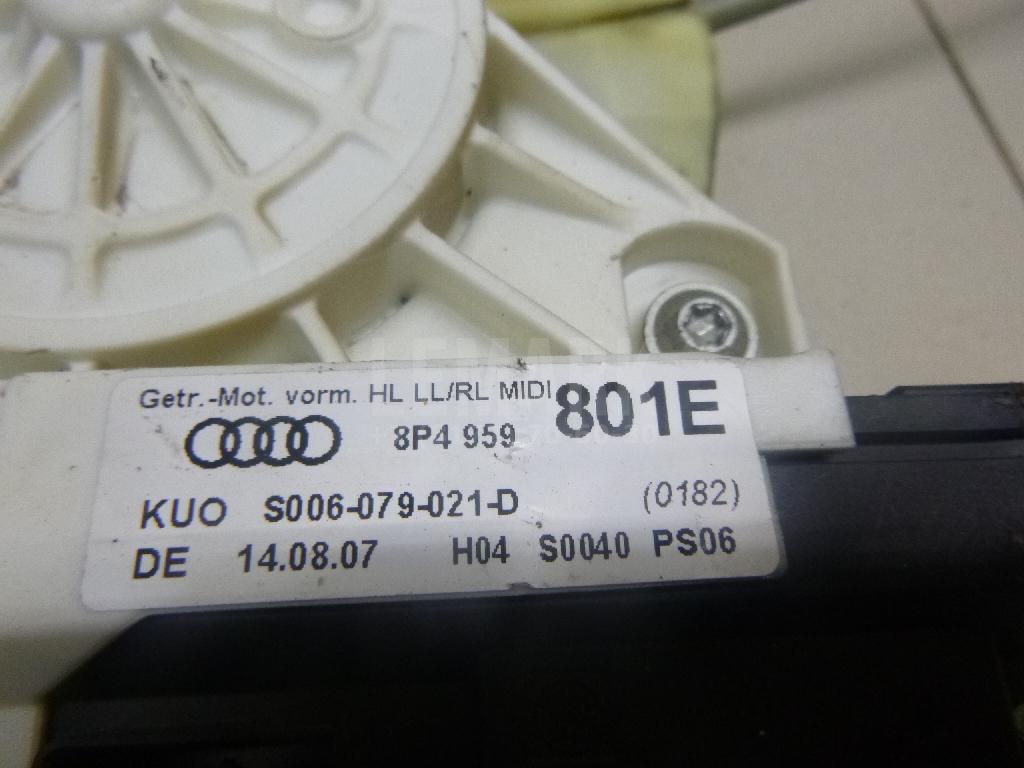 Getr.-Mot. vorm. HL LL/RL MIDI
8P4 959 801E
KUO S006-079-021-D (0182)
DE 14.08.07 H04 S0040 PS06